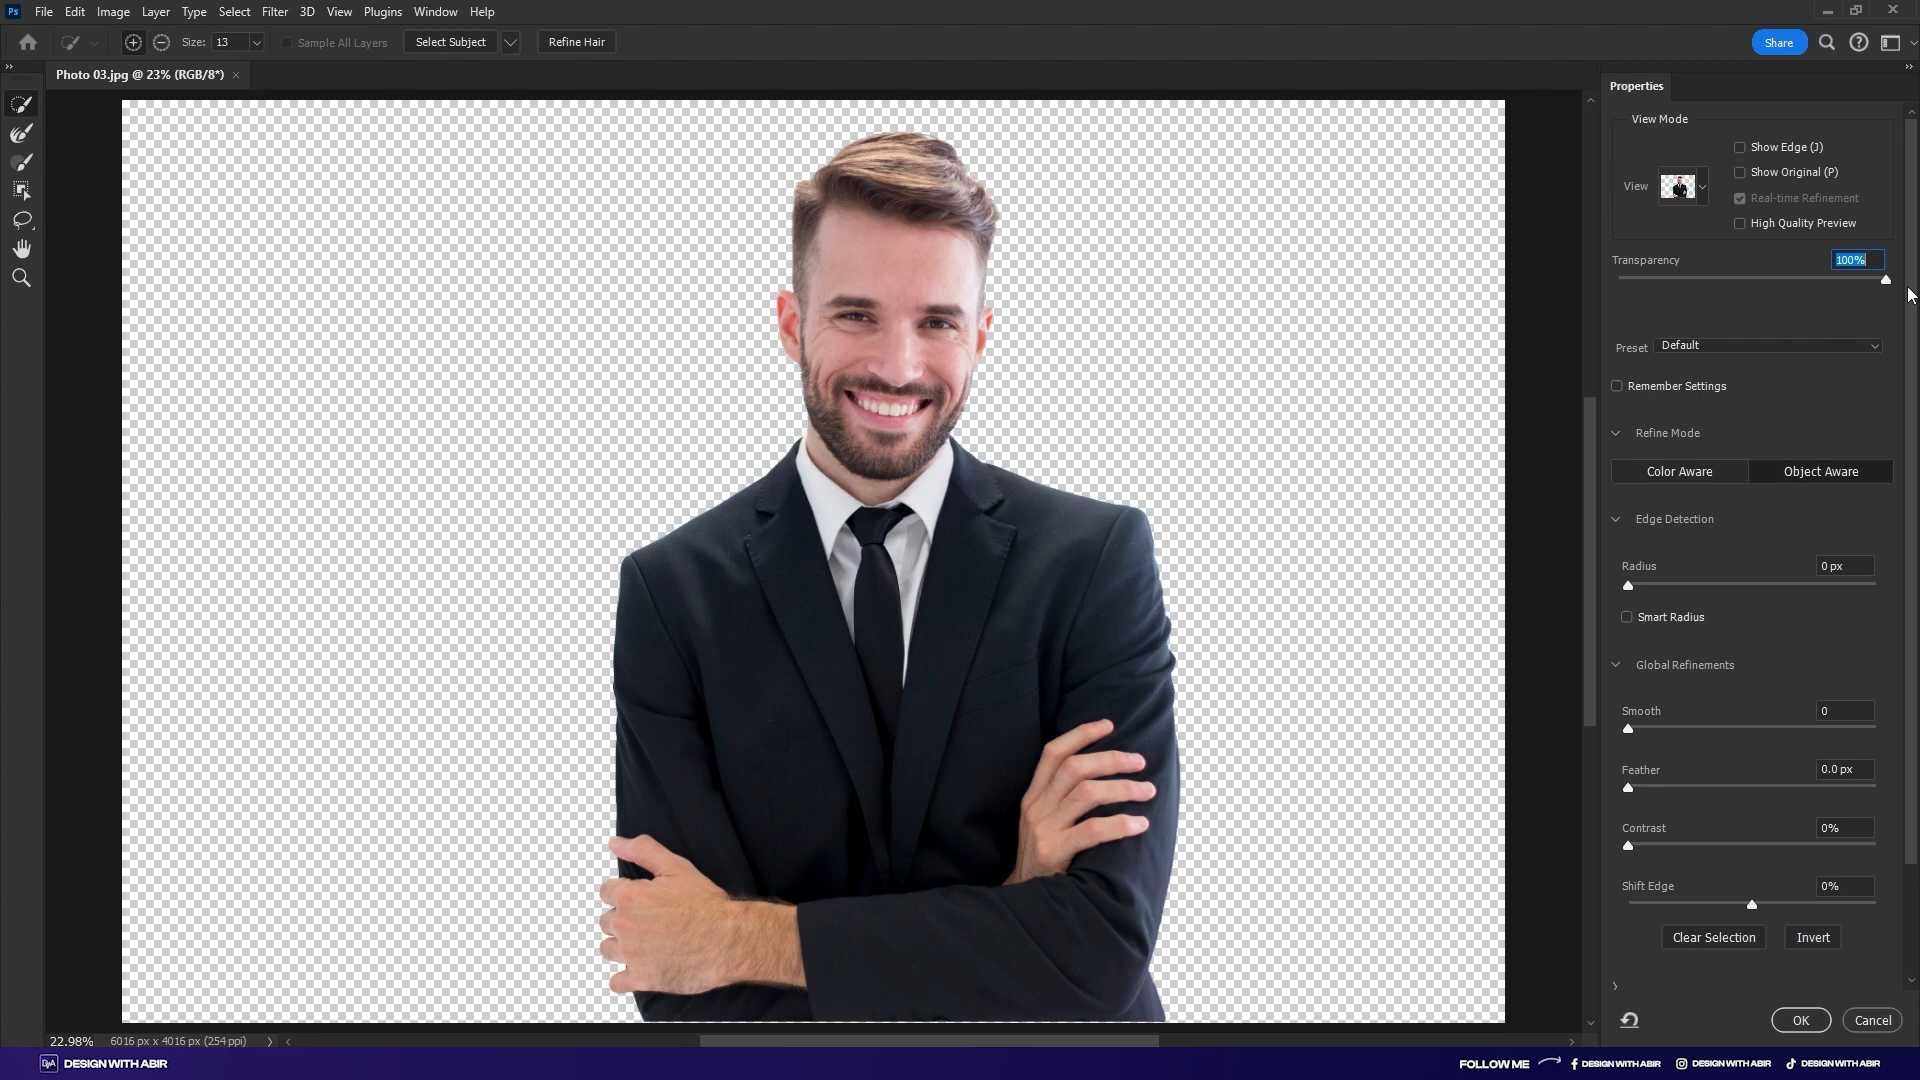 Ps File Edit Image Layer Type Select Filter 3D View Plugins Window Help
Size: 13 Sample All Layers Select Subject Refine Hair Share
Photo 03.jpg @ 23% (RGB/8*) ×
Properties
View Mode
Show Edge (J)
Show Original (P)
View
Real-time Refinement
High Quality Preview
Transparency 100%
Preset Default
Remember Settings
Refine Mode
Color Aware Object Aware
Edge Detection
Radius 0 px
Smart Radius
Global Refinements
Smooth 0
Feather 0.0 px
Contrast 0%
Shift Edge 0%
Clear Selection Invert
OK Cancel
22.98% 6016 px x 4016 px (254 ppi)
DWA DESIGN WITH ABIR FOLLOW ME DESIGN WITH ABIR DESIGN WITH ABIR DESIGN WITH ABIR